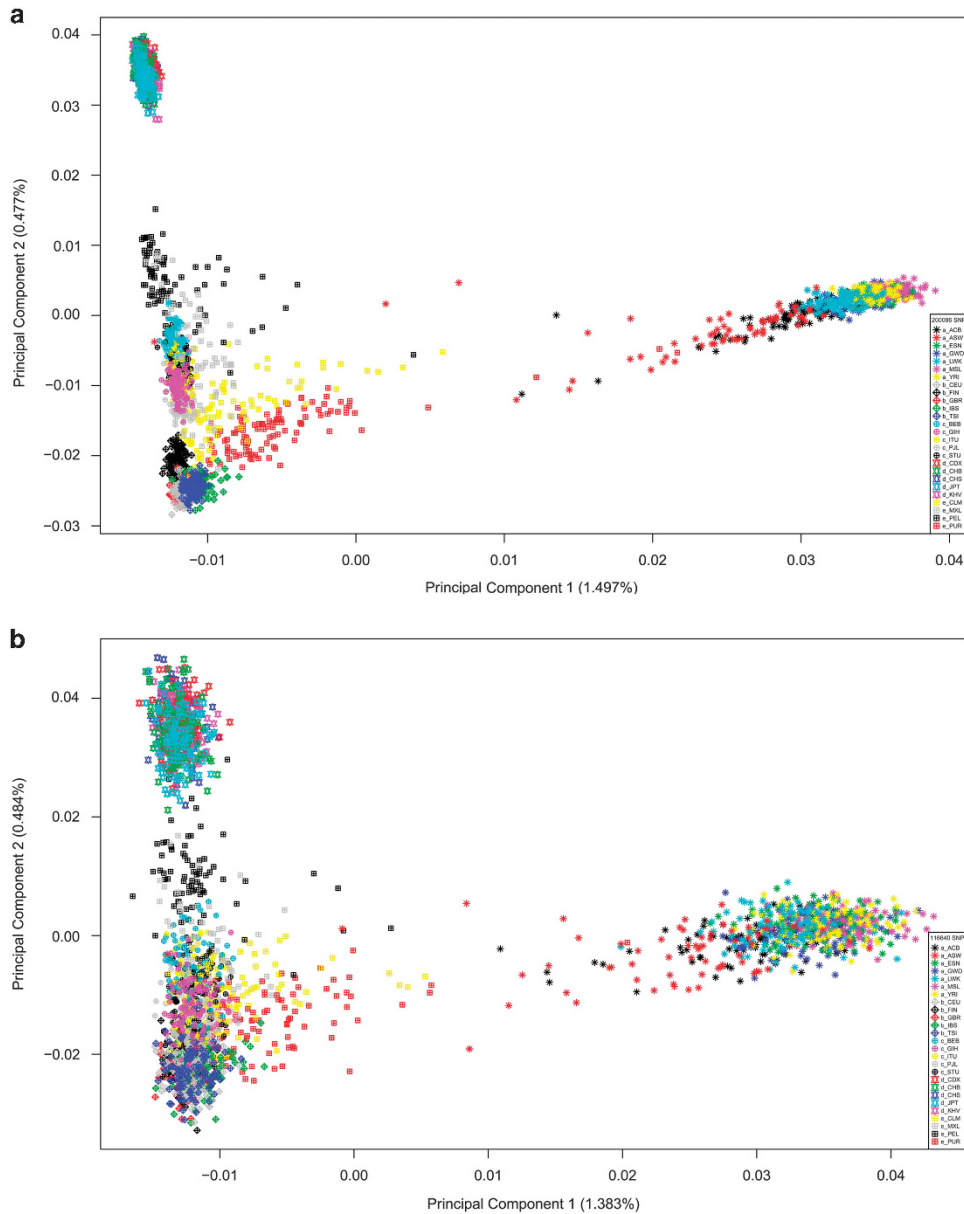 a
0.04
0.03
0.02
0.01
0.00
−0.01
−0.02
−0.03
Principal Component 2 (0.477%)
−0.01
0.00
0.01
0.02
0.03
0.04
Principal Component 1 (1.497%)
200086 SNP
a_ACB
a_ASW
a_ESN
a_GWD
a_LWK
a_MSL
a_YRI
b_CEU
b_FIN
b_GBR
b_IBS
b_TSI
c_BEB
c_GIH
c_ITU
c_PJL
c_STU
d_CDX
d_CHB
d_CHS
d_JPT
d_KHV
e_CLM
e_MXL
e_PEL
e_PUR
b
0.04
0.02
0.00
−0.02
Principal Component 2 (0.484%)
−0.01
0.00
0.01
0.02
0.03
0.04
Principal Component 1 (1.383%)
116640 SNP
a_ACB
a_ASW
a_ESN
a_GWD
a_LWK
a_MSL
a_YRI
b_CEU
b_FIN
b_GBR
b_IBS
b_TSI
c_BEB
c_GIH
c_ITU
c_PJL
c_STU
d_CDX
d_CHB
d_CHS
d_JPT
d_KHV
e_CLM
e_MXL
e_PEL
e_PUR